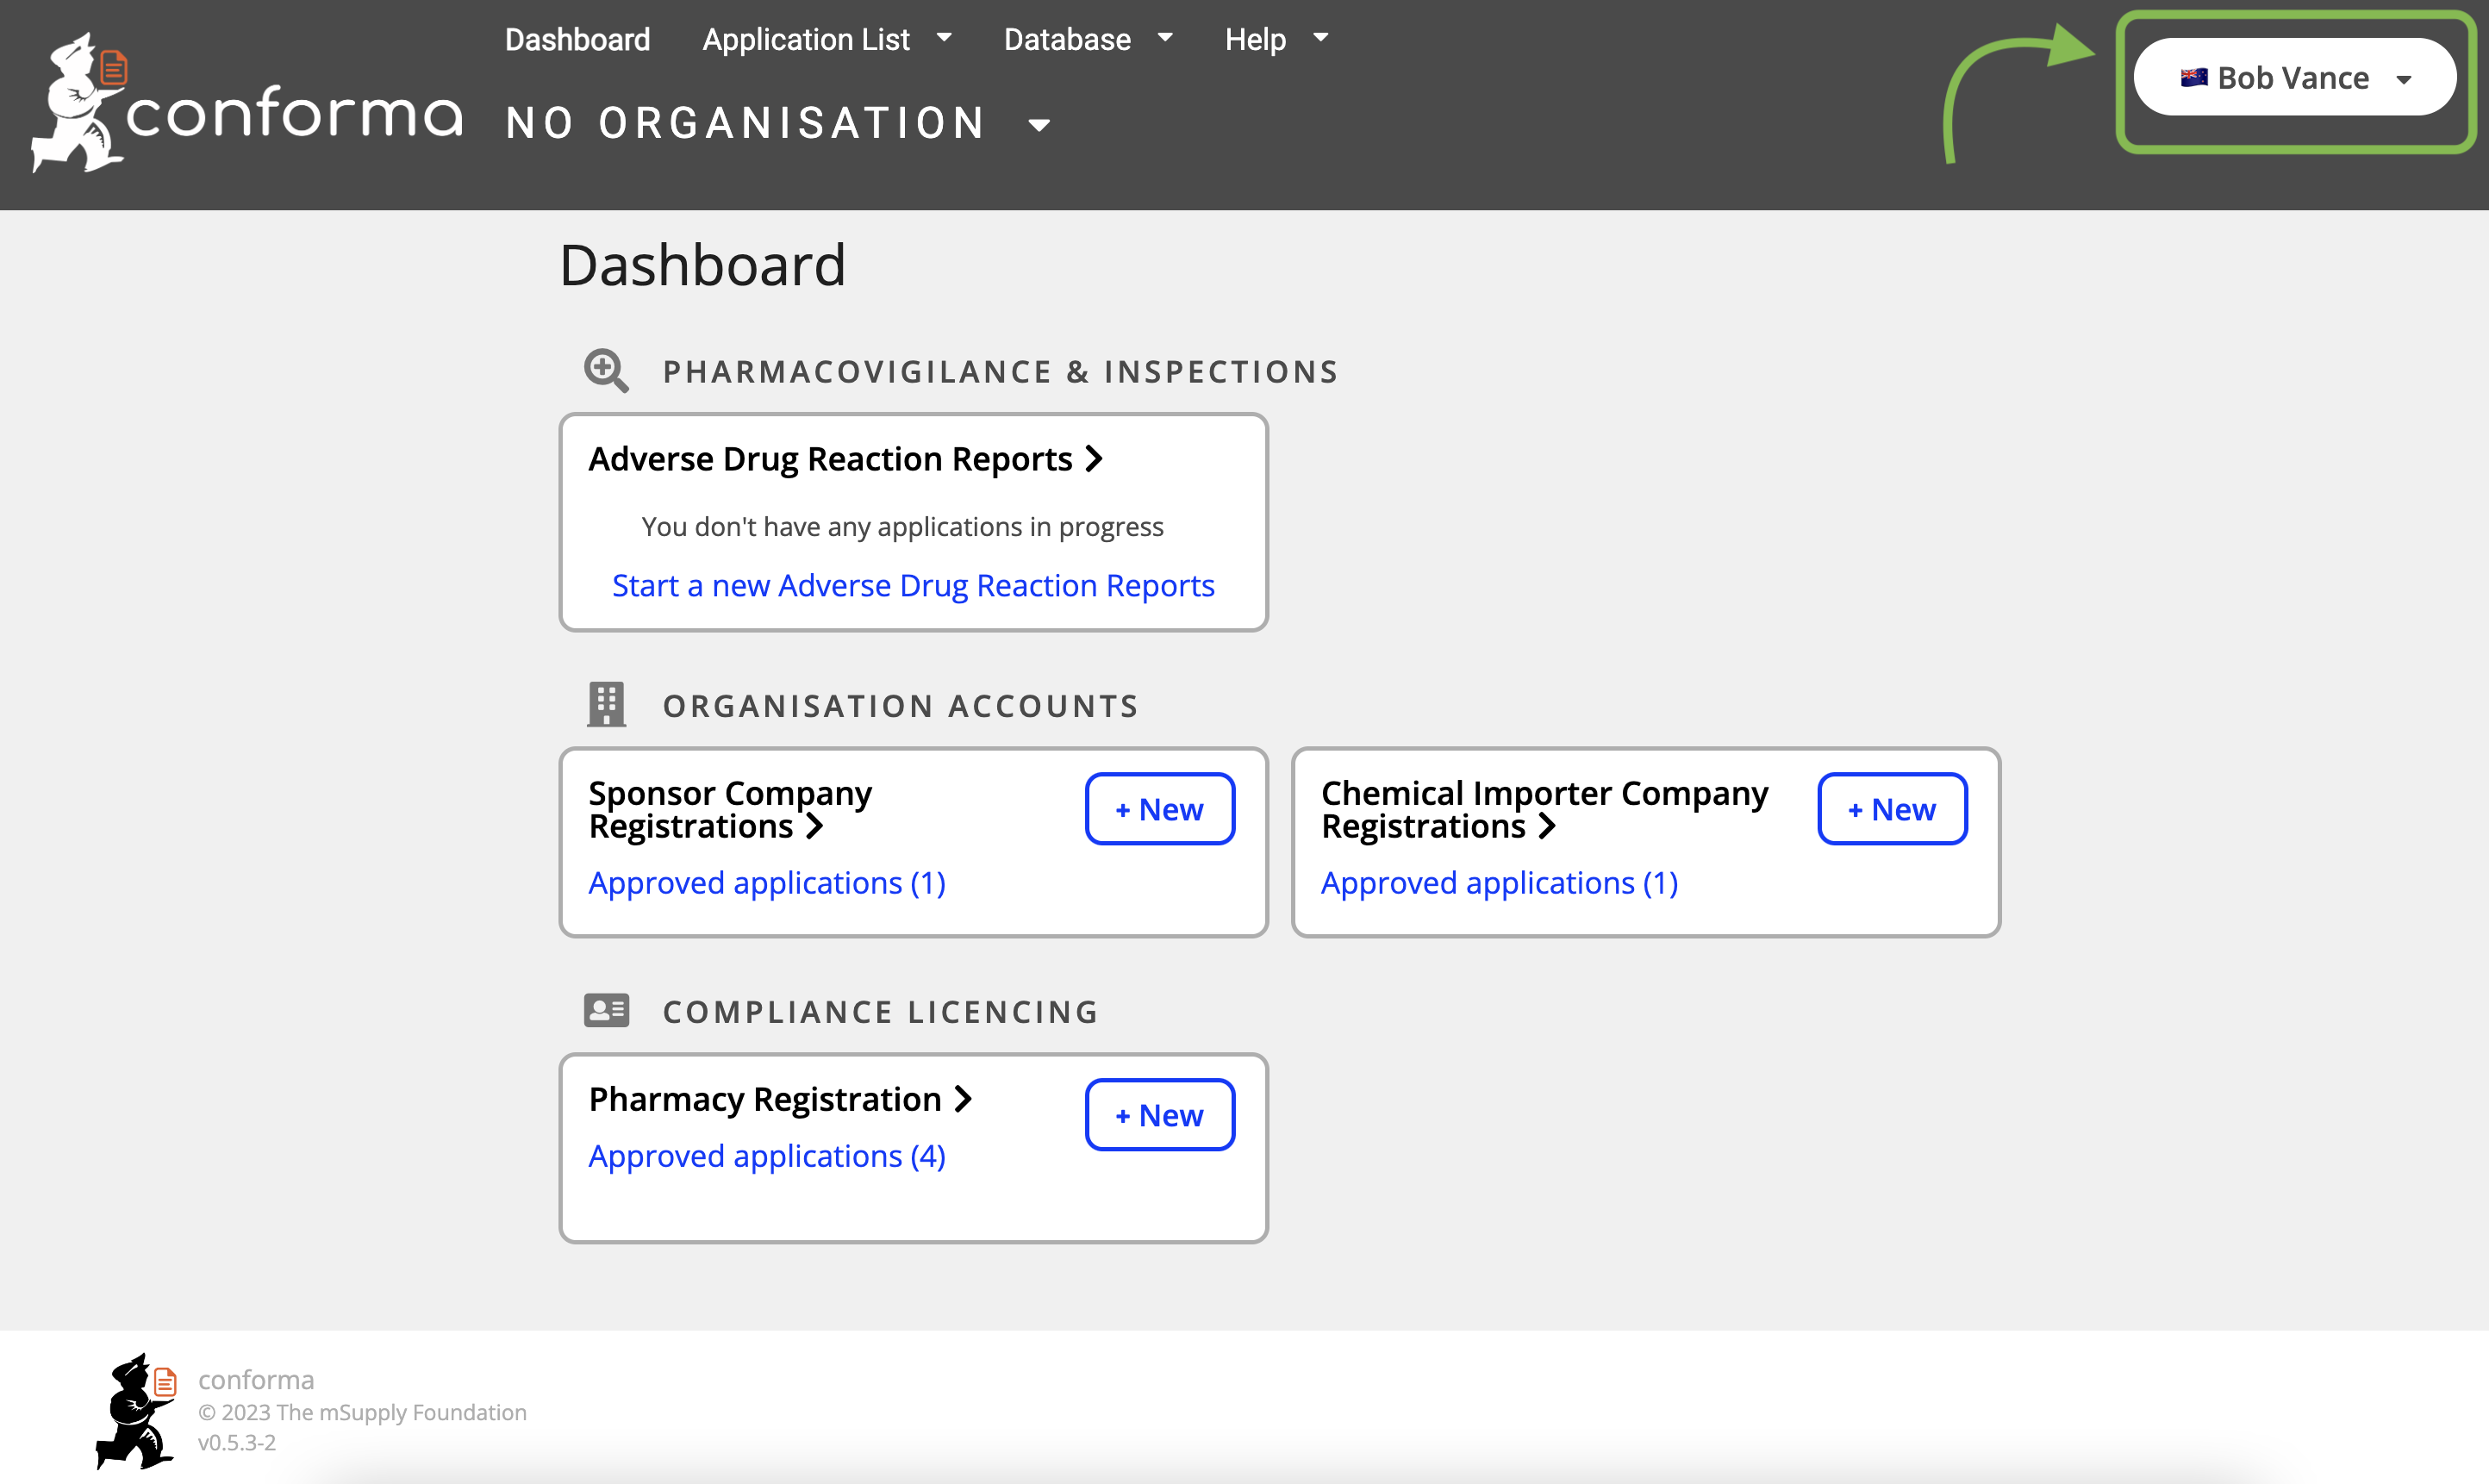 conforma
Dashboard Application List Database Help
NO ORGANISATION
Bob Vance
Dashboard
PHARMACOVIGILANCE & INSPECTIONS
Adverse Drug Reaction Reports
You don't have any applications in progress
Start a new Adverse Drug Reaction Reports
ORGANISATION ACCOUNTS
Sponsor Company
Registrations
+ New
Approved applications (1)
Chemical Importer Company
Registrations
+ New
Approved applications (1)
COMPLIANCE LICENCING
Pharmacy Registration
+ New
Approved applications (4)
conforma
© 2023 The mSupply Foundation
v0.5.3-2